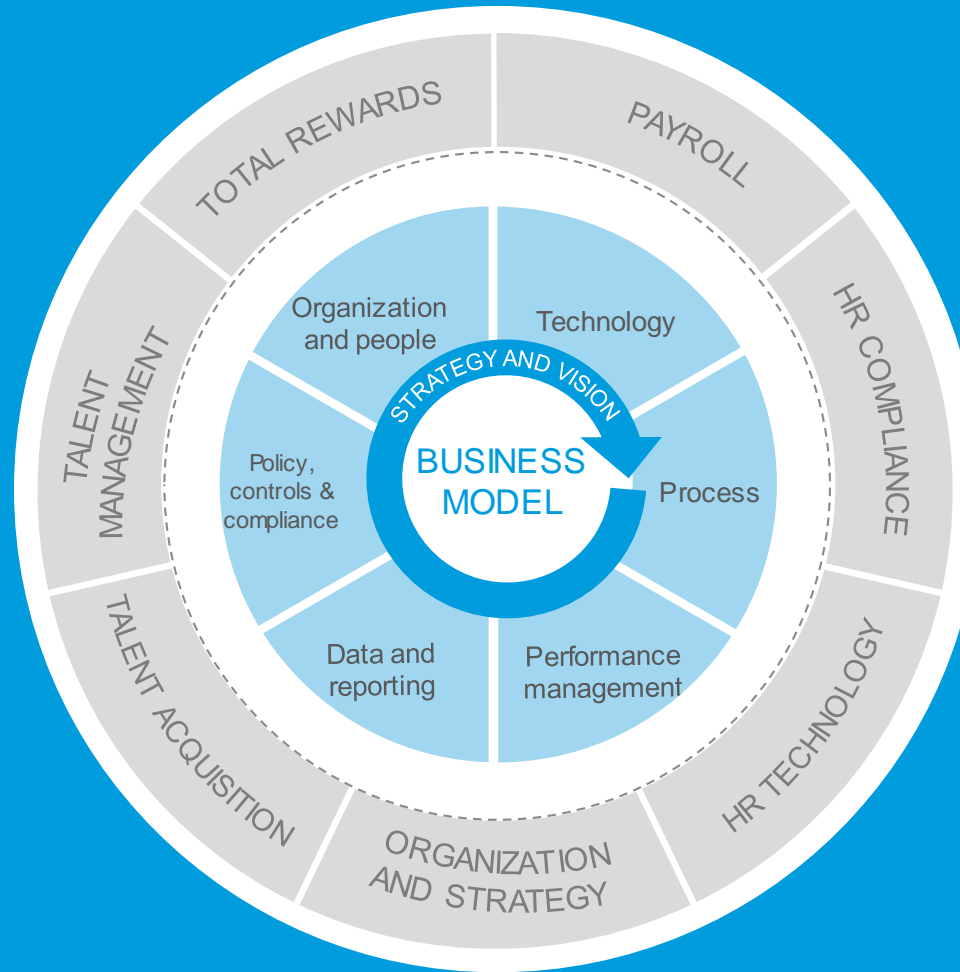 TOTAL REWARDS
PAYROLL
HR COMPLIANCE
HR TECHNOLOGY
ORGANIZATION
AND STRATEGY
TALENT ACQUISITION
TALENT
MANAGEMENT
Organization
and people
Technology
Process
Performance
management
Data and
reporting
Policy,
controls &
compliance
STRATEGY AND VISION
BUSINESS
MODEL